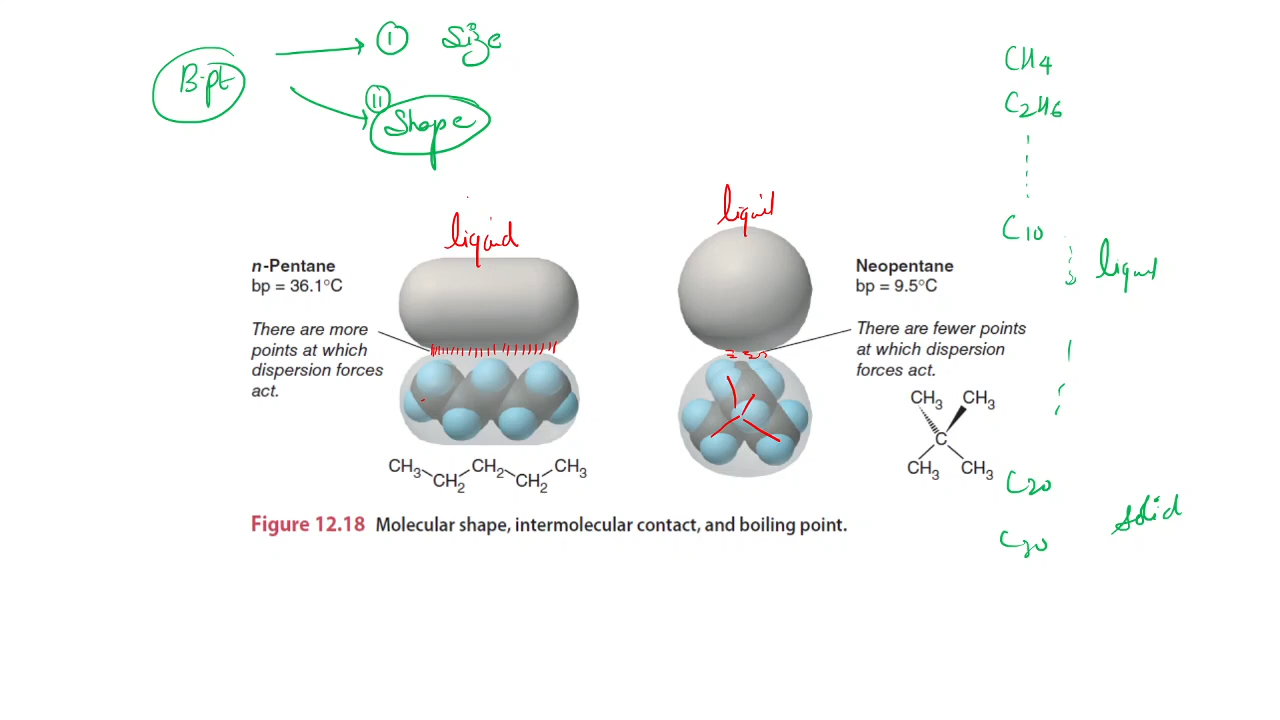 B.pt
I Size
II Shape
CH4
C2H6
C10
liquid
C20
C30
solid
liquid
liquid
n-Pentane
bp = 36.1°C
There are more
points at which
dispersion forces
act.
Neopentane
bp = 9.5°C
There are fewer points
at which dispersion
forces act.
CH3 CH2 CH2 CH2 CH3
CH3 CH3
C
CH3 CH3
Figure 12.18 Molecular shape, intermolecular contact, and boiling point.